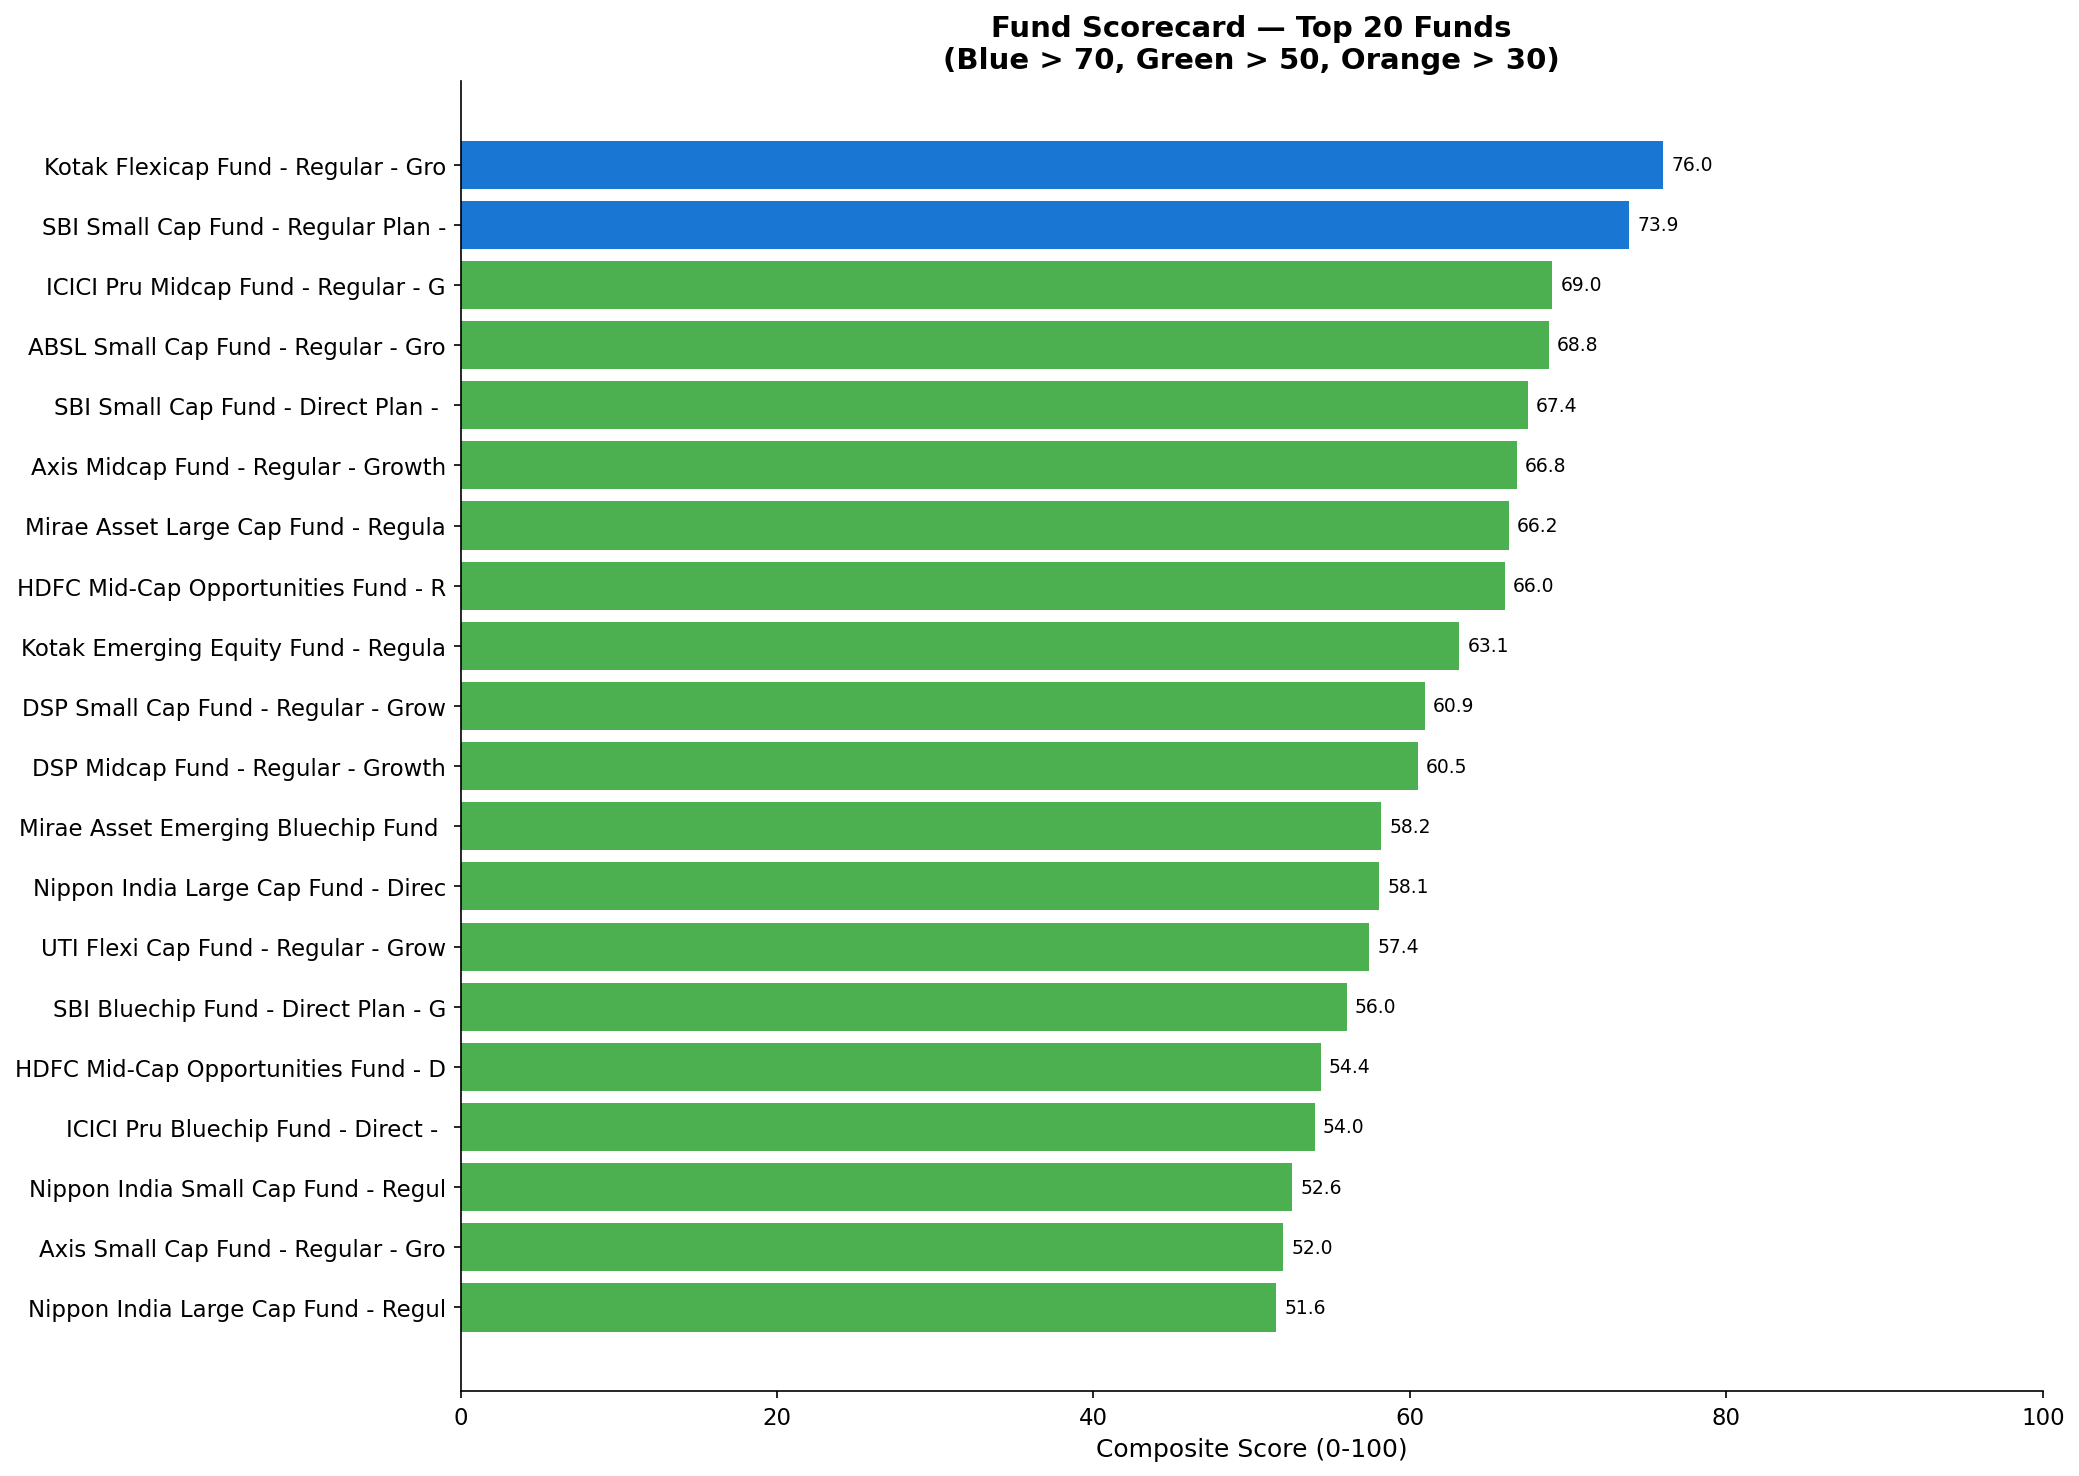 Fund Scorecard — Top 20 Funds
(Blue > 70, Green > 50, Orange > 30)
Kotak Flexicap Fund - Regular - Gro 76.0
SBI Small Cap Fund - Regular Plan - 73.9
ICICI Pru Midcap Fund - Regular - G 69.0
ABSL Small Cap Fund - Regular - Gro 68.8
SBI Small Cap Fund - Direct Plan - 67.4
Axis Midcap Fund - Regular - Growth 66.8
Mirae Asset Large Cap Fund - Regula 66.2
HDFC Mid-Cap Opportunities Fund - R 66.0
Kotak Emerging Equity Fund - Regula 63.1
DSP Small Cap Fund - Regular - Grow 60.9
DSP Midcap Fund - Regular - Growth 60.5
Mirae Asset Emerging Bluechip Fund 58.2
Nippon India Large Cap Fund - Direc 58.1
UTI Flexi Cap Fund - Regular - Grow 57.4
SBI Bluechip Fund - Direct Plan - G 56.0
HDFC Mid-Cap Opportunities Fund - D 54.4
ICICI Pru Bluechip Fund - Direct - 54.0
Nippon India Small Cap Fund - Regul 52.6
Axis Small Cap Fund - Regular - Gro 52.0
Nippon India Large Cap Fund - Regul 51.6
0 20 40 60 80 100
Composite Score (0-100)